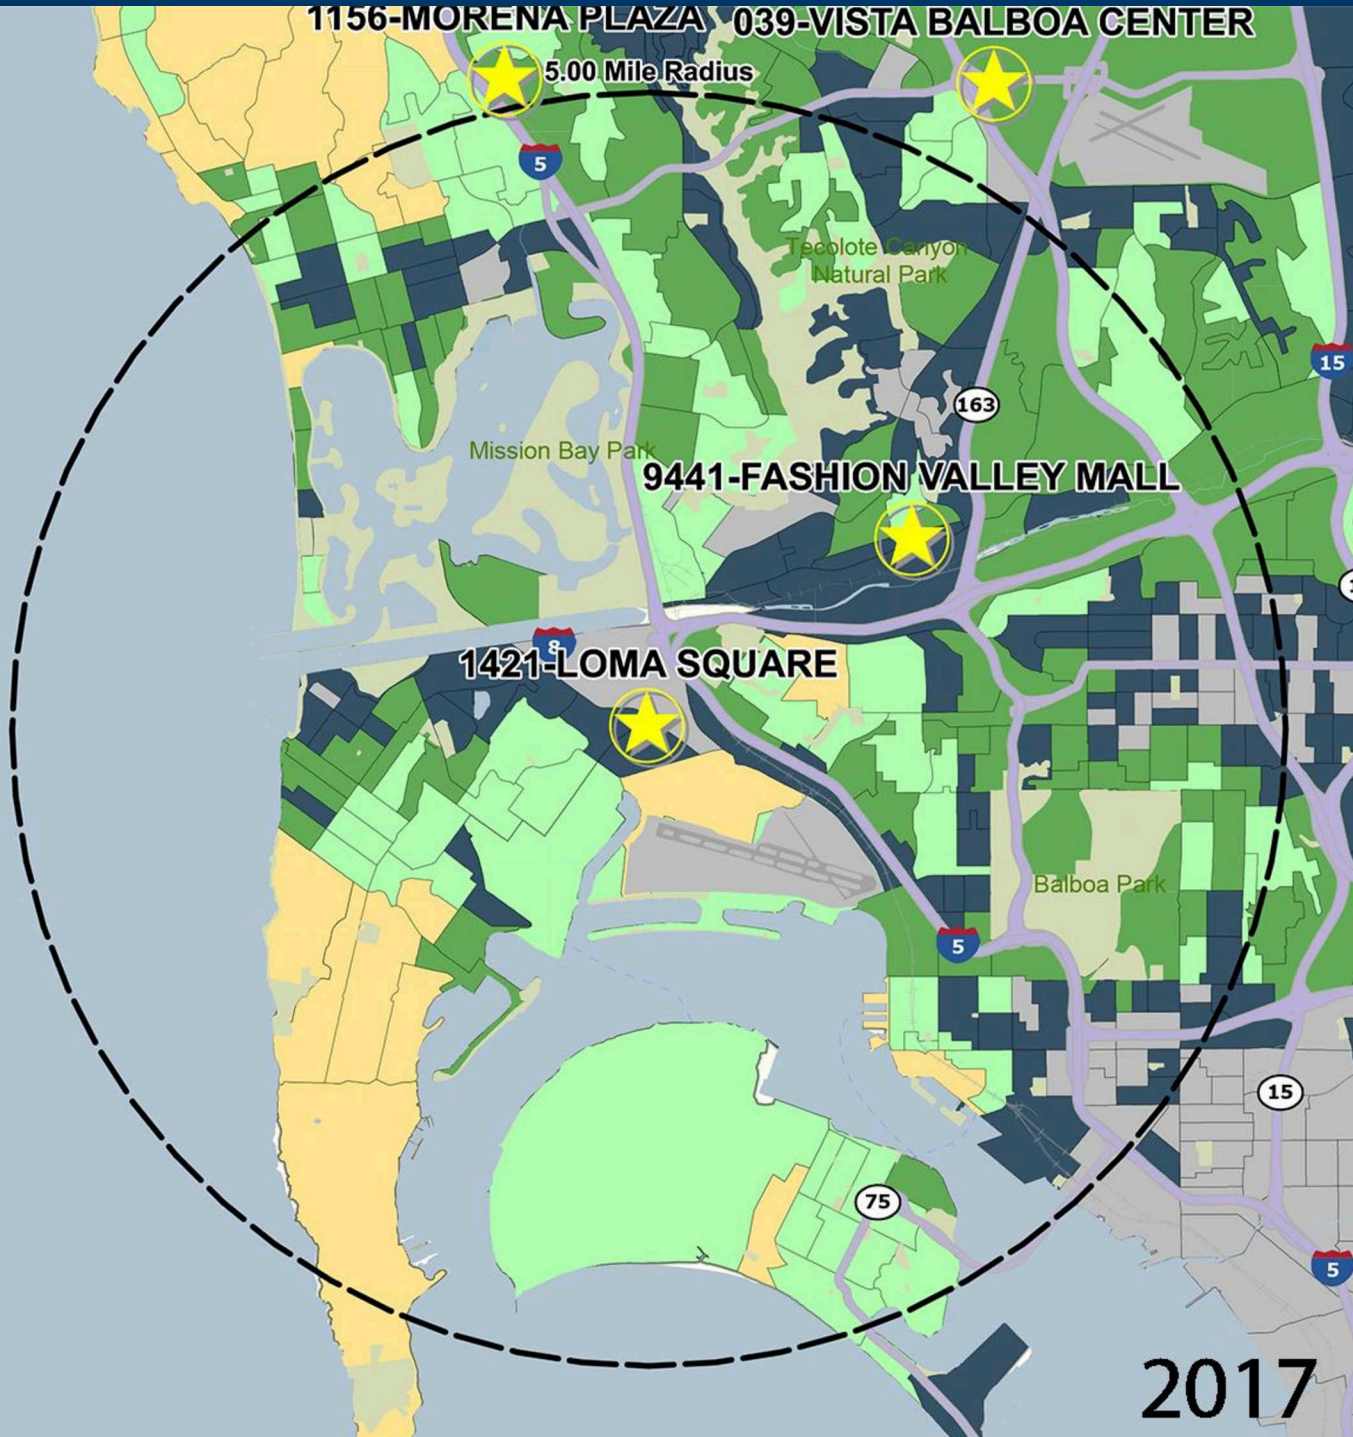 1156-MORENA PLAZA
039-VISTA BALBOA CENTER
5.00 Mile Radius
5
Tecolote Canyon
Natural Park
15
163
Mission Bay Park
9441-FASHION VALLEY MALL
8
1421-LOMA SQUARE
Balboa Park
5
15
75
5
2017